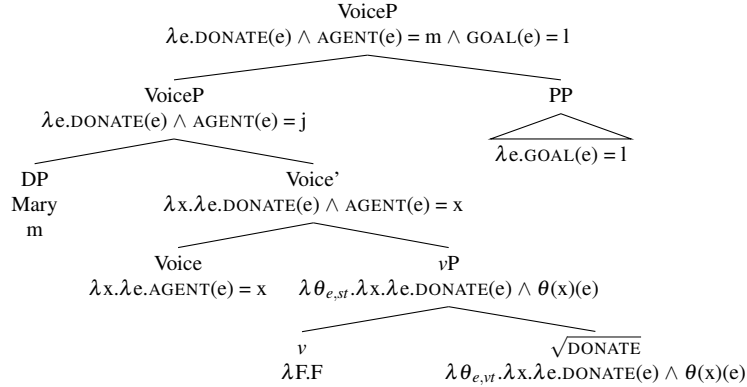 VoiceP
λe.DONATE(e) ∧ AGENT(e) = m ∧ GOAL(e) = l
VoiceP PP
λe.DONATE(e) ∧ AGENT(e) = j
λe.GOAL(e) = l
DP Voice’
Mary λx.λe.DONATE(e) ∧ AGENT(e) = x
m
Voice vP
λx.λe.AGENT(e) = x λθe,st.λx.λe.DONATE(e) ∧ θ(x)(e)
v √DONATE
λF.F λθe,vt.λx.λe.DONATE(e) ∧ θ(x)(e)